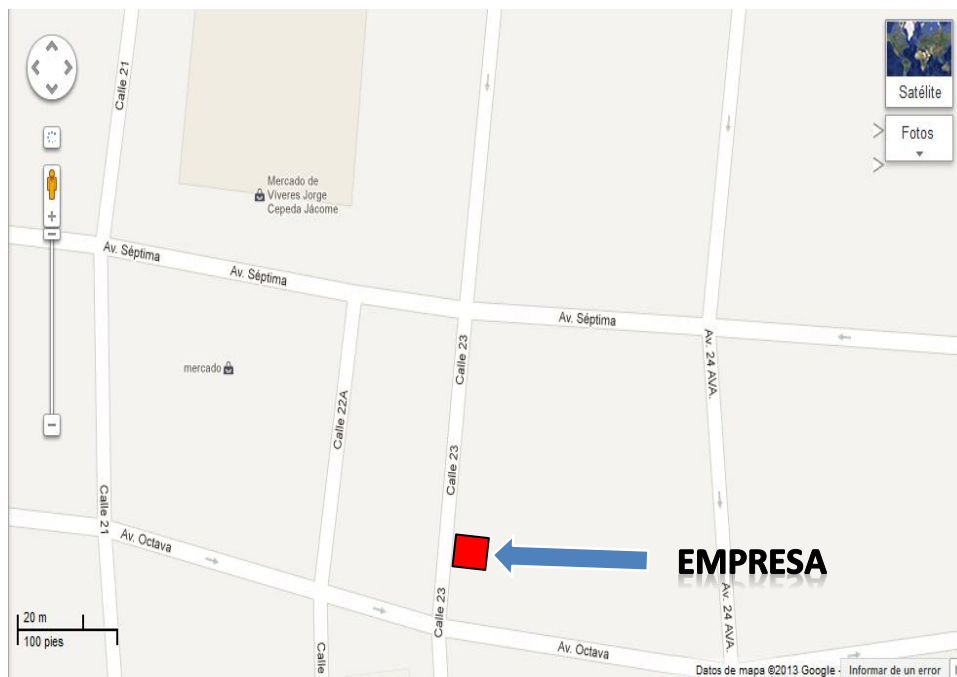 Calle 21
Satélite
Fotos
Mercado de
Víveres Jorge
Cepeda Jácome
Av. Séptima
Av. Séptima
Av. Séptima
Calle 23
Av. 24 AVA.
mercado
Calle 22A
Calle 23
Calle 21
Av. Octava
EMPRESA
Av. 24 AVA.
Calle 23
20 m
100 pies
Calle
Av. Octava
Datos de mapa ©2013 Google -
Informar de un error